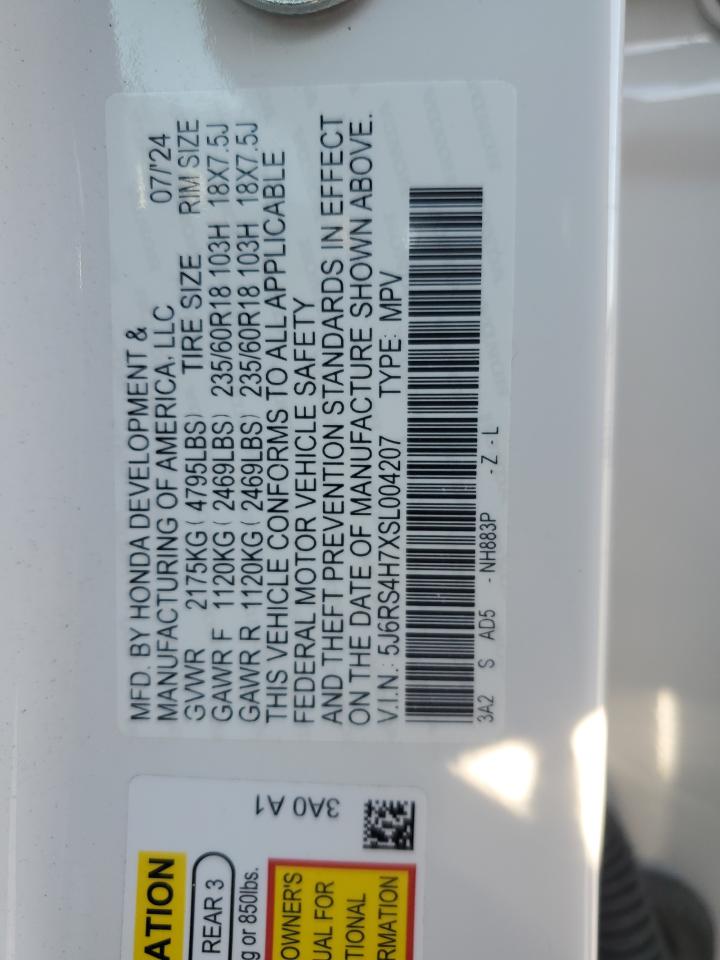 MFD. BY HONDA DEVELOPMENT &
MANUFACTURING OF AMERICA, LLC 07/'24
GVWR 2175KG ( 4795LBS) TIRE SIZE RIM SIZE
GAWR F 1120KG ( 2469LBS) 235/60R18 103H 18X7.5J
GAWR R 1120KG ( 2469LBS) 235/60R18 103H 18X7.5J
THIS VEHICLE CONFORMS TO ALL APPLICABLE
FEDERAL MOTOR VEHICLE SAFETY
AND THEFT PREVENTION STANDARDS IN EFFECT
ON THE DATE OF MANUFACTURE SHOWN ABOVE.
V.I.N.: 5J6RS4H7XSL004207 TYPE: MPV
3A2 S AD5 - NH883P - Z - L
3A0 A1
ATION
REAR 3
g or 850lbs.
OWNER'S
UAL FOR
TIONAL
RMATION